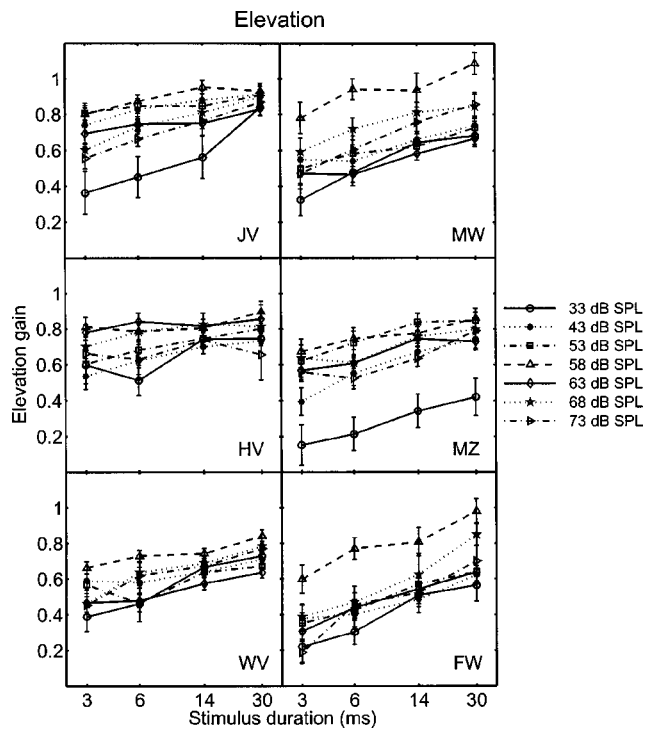 Elevation
1
0.8
0.6
0.4
0.2
JV
MW
1
0.8
0.6
0.4
0.2
HV
MZ
1
0.8
0.6
0.4
0.2
WV
FW
3 6 14 30 3 6 14 30
Elevation gain
Stimulus duration (ms)
33 dB SPL
43 dB SPL
53 dB SPL
58 dB SPL
63 dB SPL
68 dB SPL
73 dB SPL